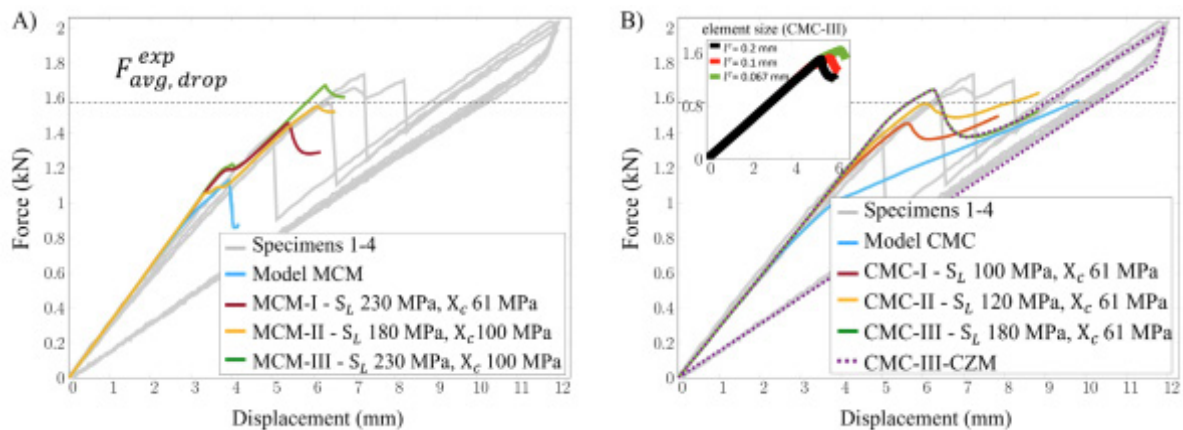 A)
F^{exp}_{avg, drop}
2
1.8
1.6
1.4
1.2
1
0.8
0.6
0.4
0.2
0
Force (kN)
Specimens 1-4
Model MCM
MCM-I - S_L 230 MPa, X_c 61 MPa
MCM-II - S_L 180 MPa, X_c 100 MPa
MCM-III - S_L 230 MPa, X_c 100 MPa
0 1 2 3 4 5 6 7 8 9 10 11 12
Displacement (mm)
B)
element size (CMC-III)
1.6
0.8
0
l^e = 0.2 mm
l^e = 0.1 mm
l^e = 0.067 mm
0 2 4 6
2
1.8
1.6
1.4
1.2
1
0.8
0.6
0.4
0.2
0
Force (kN)
Specimens 1-4
Model CMC
CMC-I - S_L 100 MPa, X_c 61 MPa
CMC-II - S_L 120 MPa, X_c 61 MPa
CMC-III - S_L 180 MPa, X_c 61 MPa
CMC-III-CZM
0 1 2 3 4 5 6 7 8 9 10 11 12
Displacement (mm)